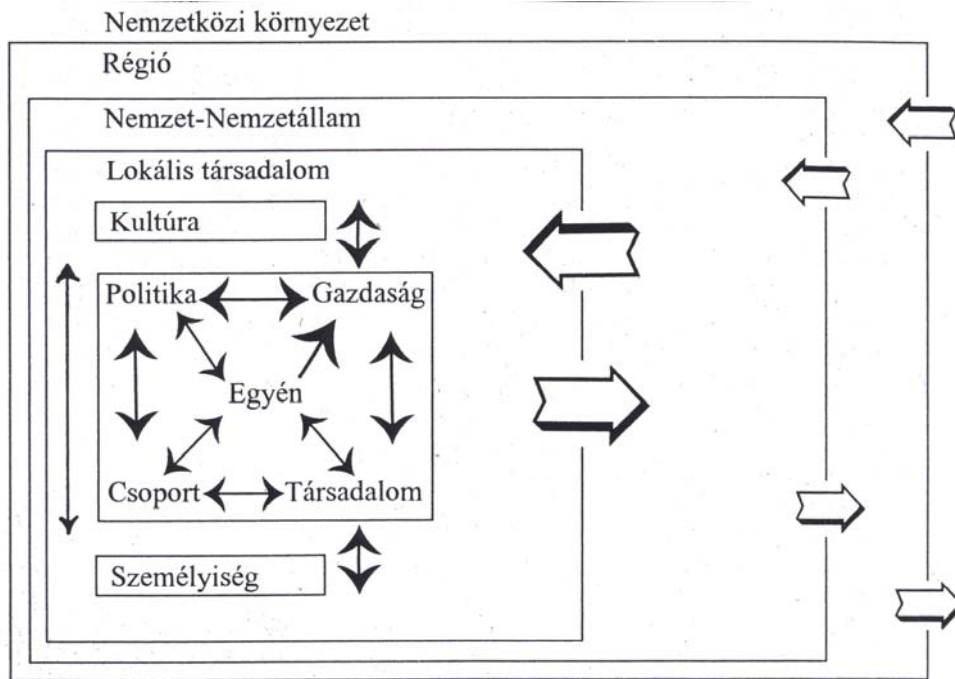 Nemzetközi környezet
Régió
Nemzet-Nemzetállam
Lokális társadalom
Kultúra
Politika
Gazdaság
Egyén
Csoport
Társadalom
Személyiség